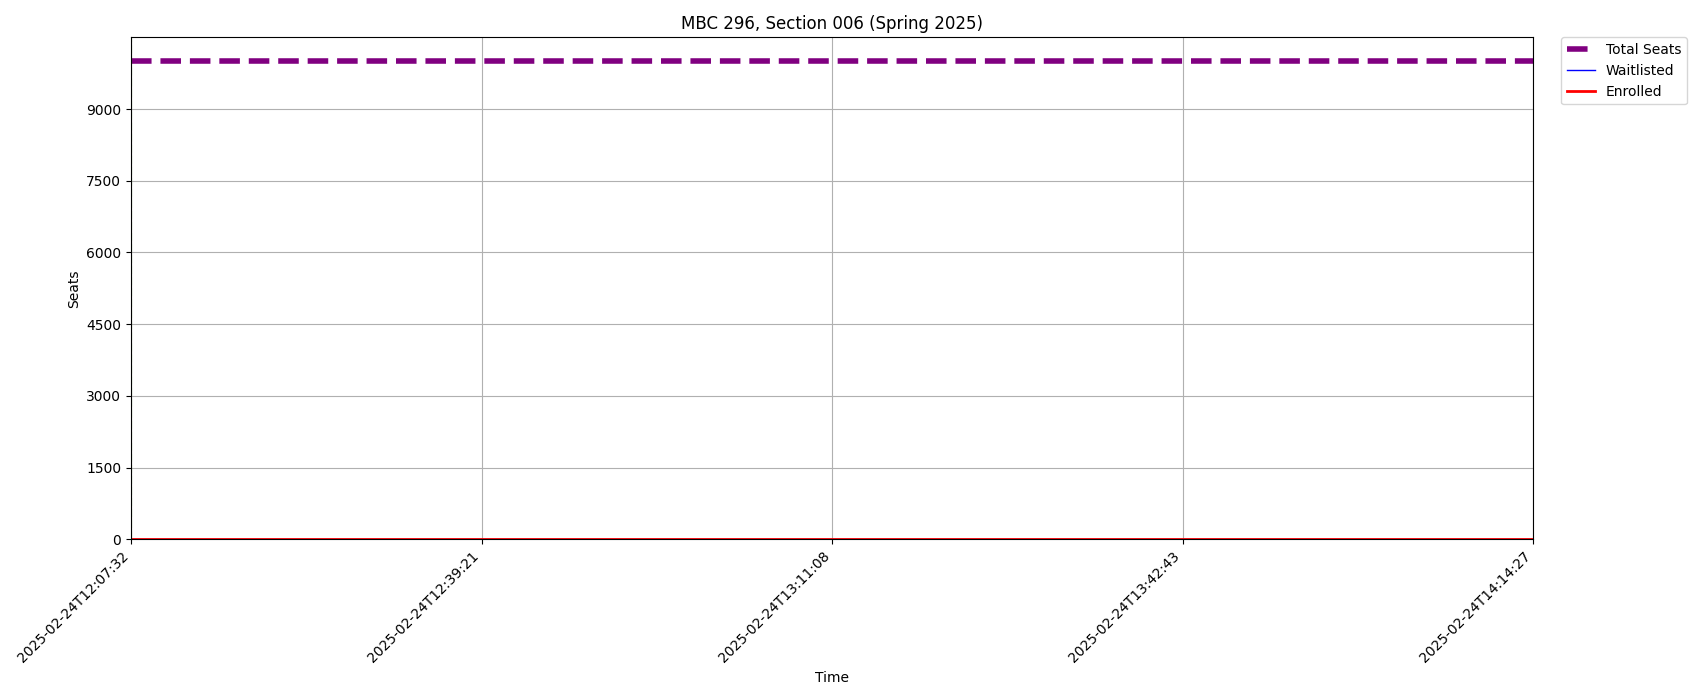 MBC 296, Section 006 (Spring 2025)
Total Seats
Waitlisted
Enrolled
9000
7500
6000
4500
3000
1500
0
Seats
2025-02-24T12:07:32
2025-02-24T12:39:21
2025-02-24T13:11:08
2025-02-24T13:42:43
2025-02-24T14:14:27
Time